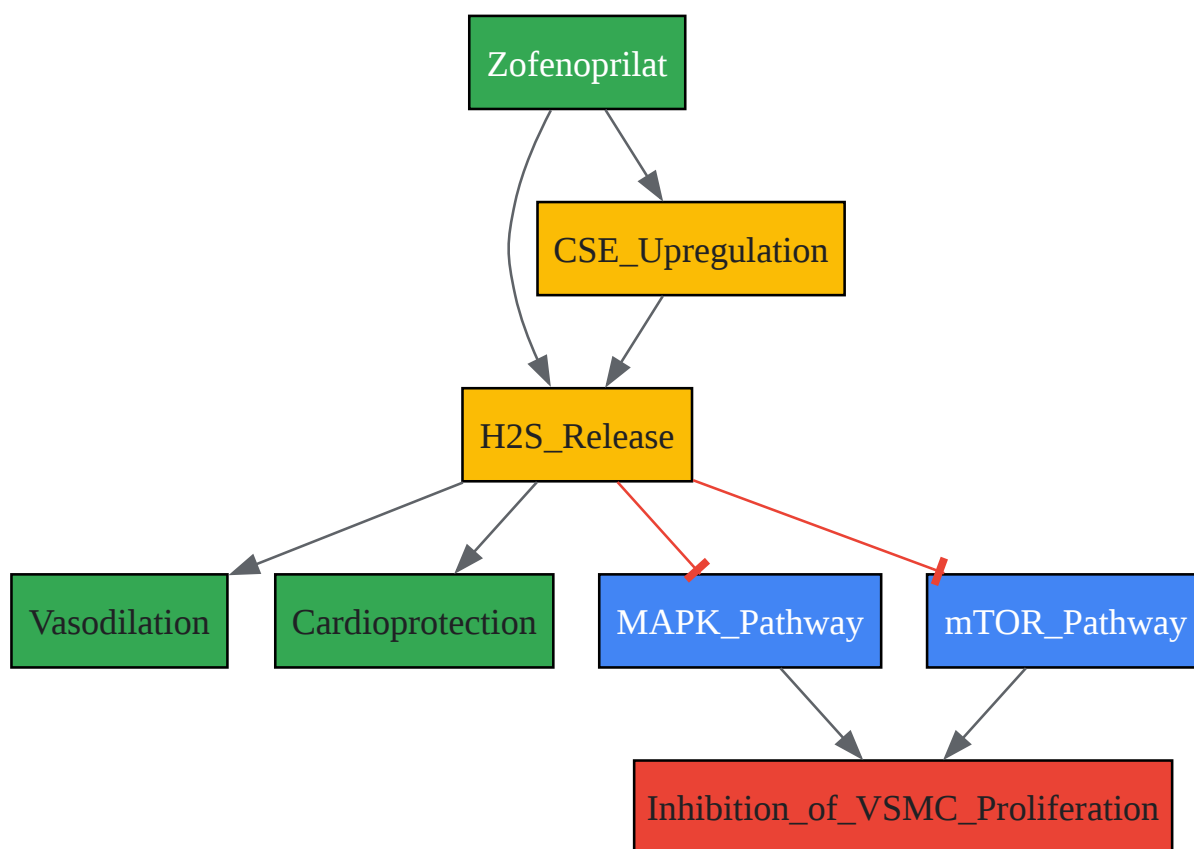 Zofenoprilat
CSE_Upregulation
H2S_Release
Vasodilation
Cardioprotection
MAPK_Pathway
mTOR_Pathway
Inhibition_of_VSMC_Proliferation